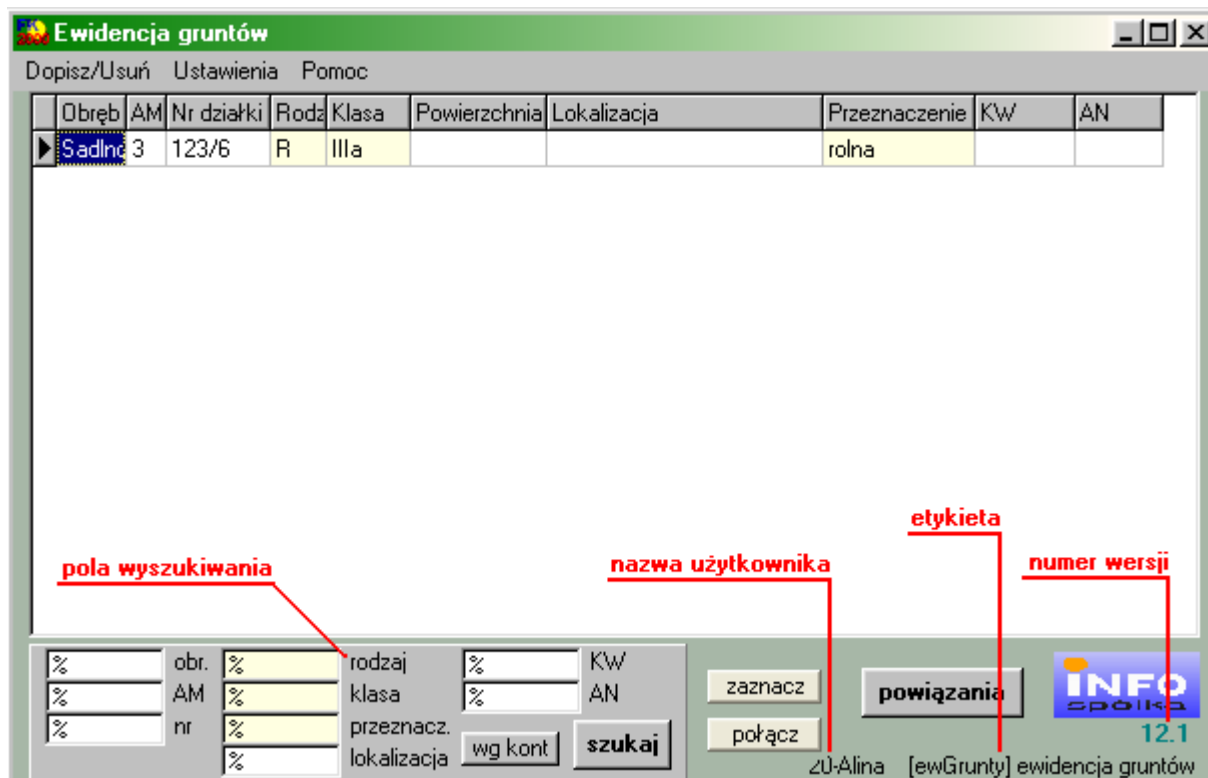 Ewidencja gruntów
Dopisz/Usuń Ustawienia Pomoc
Obręb AM Nr działki Rodz Klasa Powierzchnia Lokalizacja Przeznaczenie KW AN
Sadlno 3 123/6 R IIIa rolna
etykieta
pola wyszukiwania nazwa użytkownika numer wersji
% obr. % rodzaj % KW
% AM % klasa % AN
% nr % przeznacz.
% lokalizacja
wg kont szukaj
zaznacz
połącz
powiązania
INFO
spółka
12.1
20-Alina [ewGrunty] ewidencja gruntów